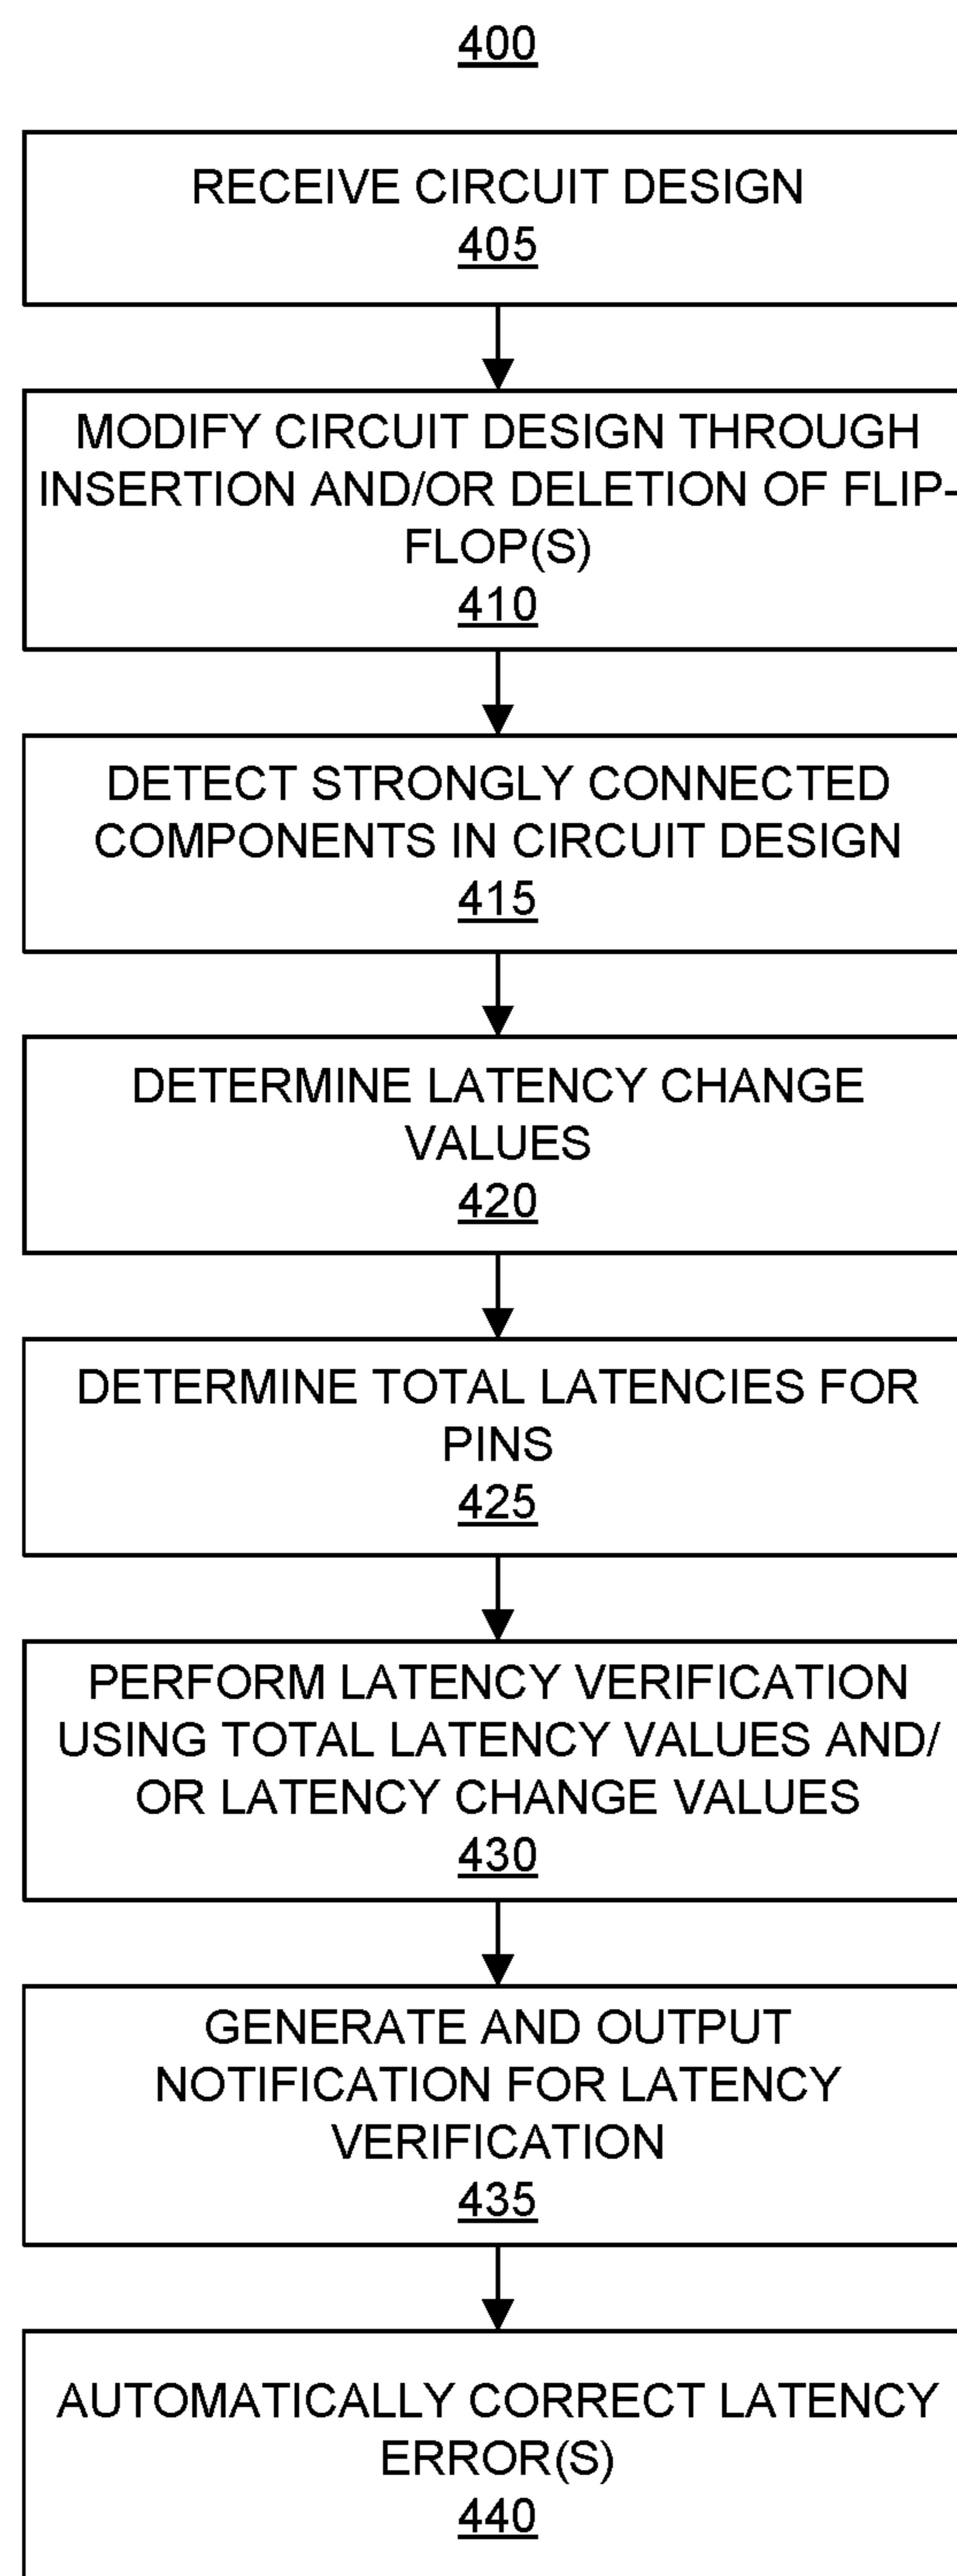 400
RECEIVE CIRCUIT DESIGN
405
MODIFY CIRCUIT DESIGN THROUGH
INSERTION AND/OR DELETION OF FLIP-
FLOP(S)
410
DETECT STRONGLY CONNECTED
COMPONENTS IN CIRCUIT DESIGN
415
DETERMINE LATENCY CHANGE
VALUES
420
DETERMINE TOTAL LATENCIES FOR
PINS
425
PERFORM LATENCY VERIFICATION
USING TOTAL LATENCY VALUES AND/
OR LATENCY CHANGE VALUES
430
GENERATE AND OUTPUT
NOTIFICATION FOR LATENCY
VERIFICATION
435
AUTOMATICALLY CORRECT LATENCY
ERROR(S)
440